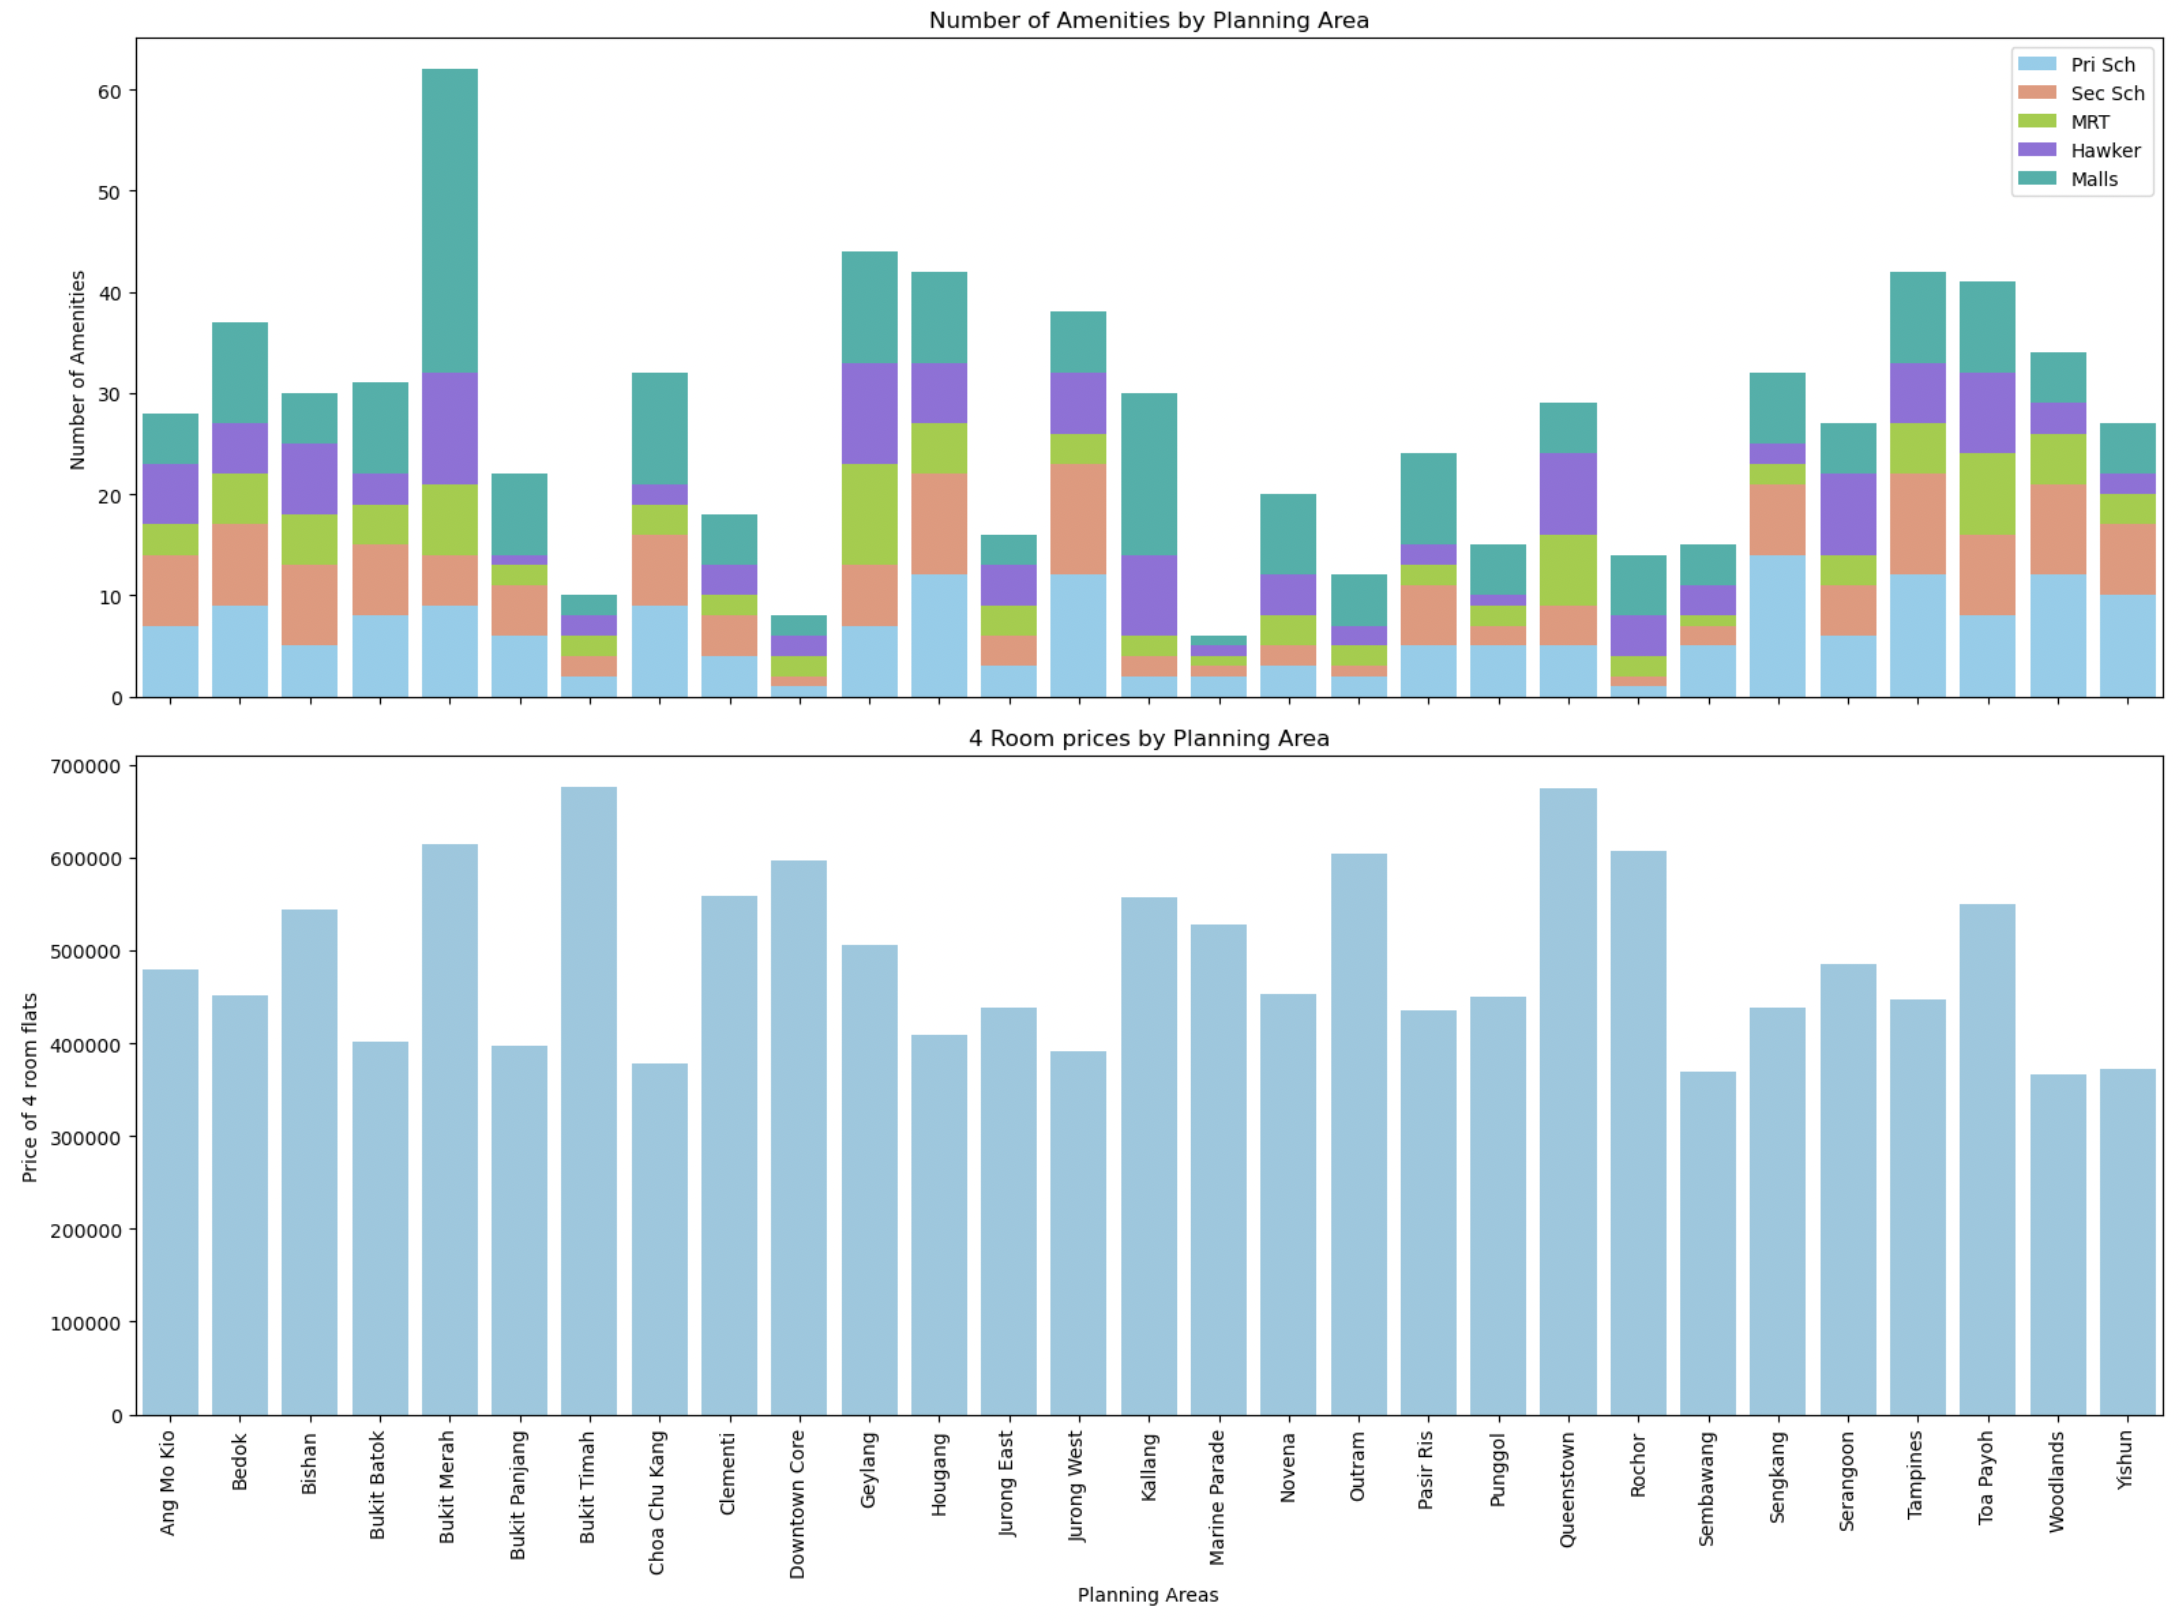 Number of Amenities by Planning Area
Number of Amenities
60
50
40
30
20
10
0
Pri Sch
Sec Sch
MRT
Hawker
Malls
4 Room prices by Planning Area
Price of 4 room flats
700000
600000
500000
400000
300000
200000
100000
0
Ang Mo Kio
Bedok
Bishan
Bukit Batok
Bukit Merah
Bukit Panjang
Bukit Timah
Choa Chu Kang
Clementi
Downtown Core
Geylang
Hougang
Jurong East
Jurong West
Kallang
Marine Parade
Novena
Outram
Pasir Ris
Punggol
Queenstown
Rochor
Sembawang
Sengkang
Serangoon
Tampines
Toa Payoh
Woodlands
Yishun
Planning Areas